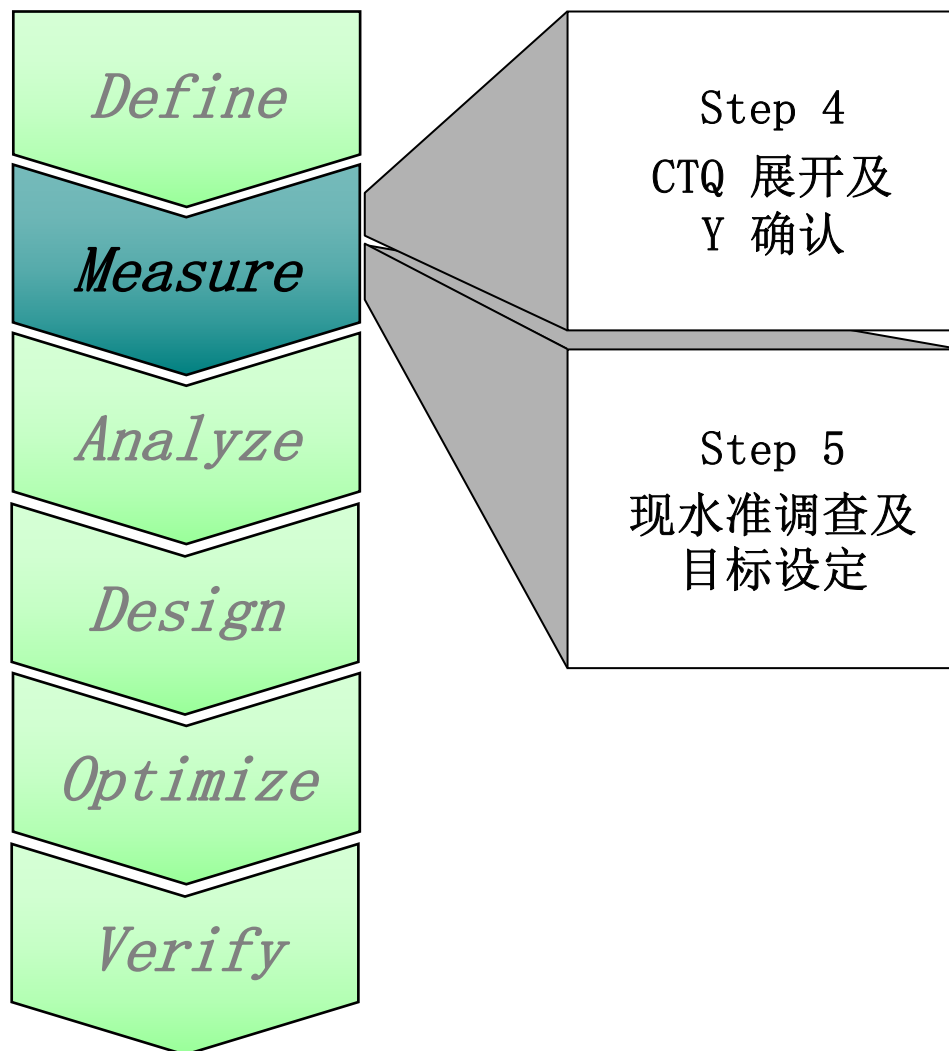 Define
Measure
Analyze
Design
Optimize
Verify
Step 4
CTQ 展开及
Y 确认
Step 5
现水准调查及
目标设定